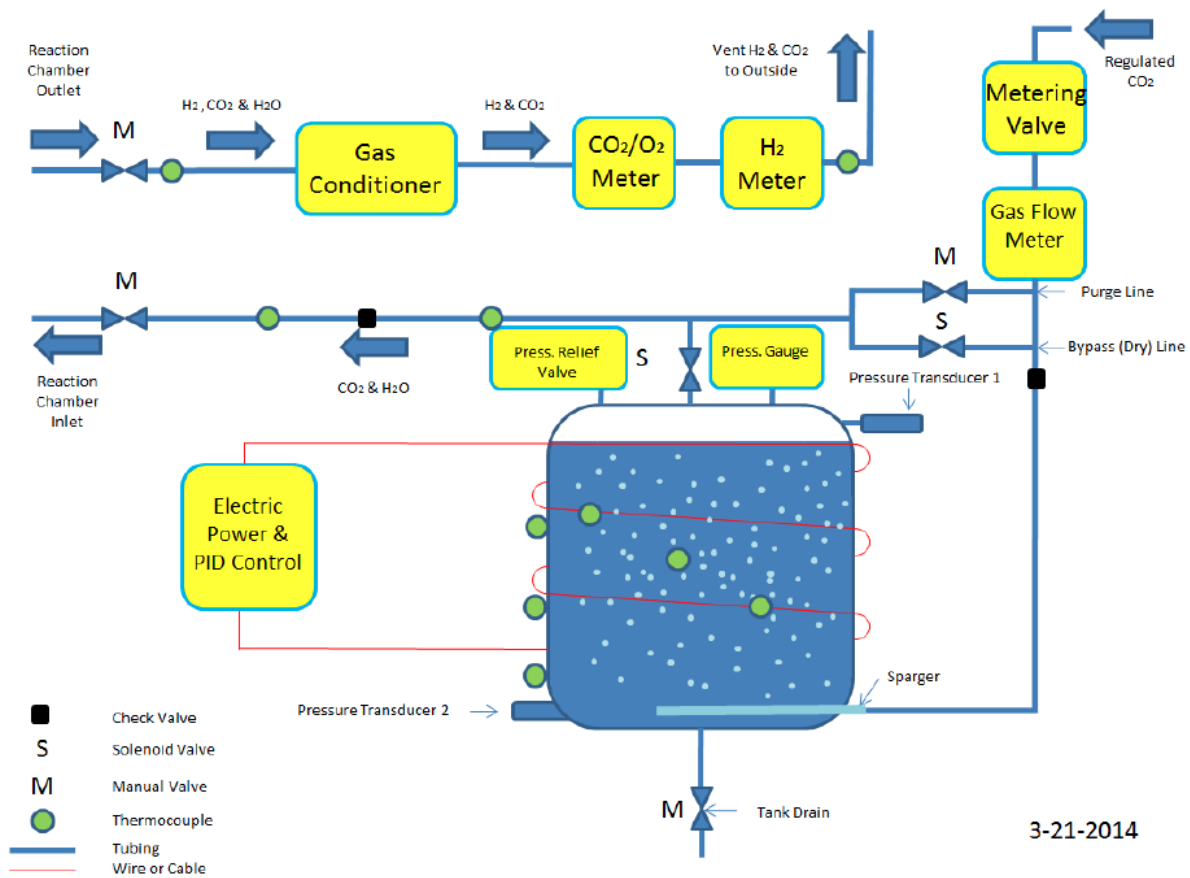 Reaction
Chamber
Outlet
M
H₂, CO₂ & H₂O
Gas
Conditioner
H₂ & CO₂
CO₂/O₂
Meter
H₂
Meter
Vent H₂ & CO₂
to Outside
Regulated
CO₂
Metering
Valve
Gas Flow
Meter
M
Purge Line
S
Bypass (Dry) Line
M
Reaction
Chamber
Inlet
CO₂ & H₂O
Press. Relief
Valve
S
Press. Gauge
Pressure Transducer 1
Electric
Power &
PID Control
Pressure Transducer 2
Sparger
M
Tank Drain
Check Valve
S
Solenoid Valve
M
Manual Valve
Thermocouple
Tubing
Wire or Cable
3-21-2014